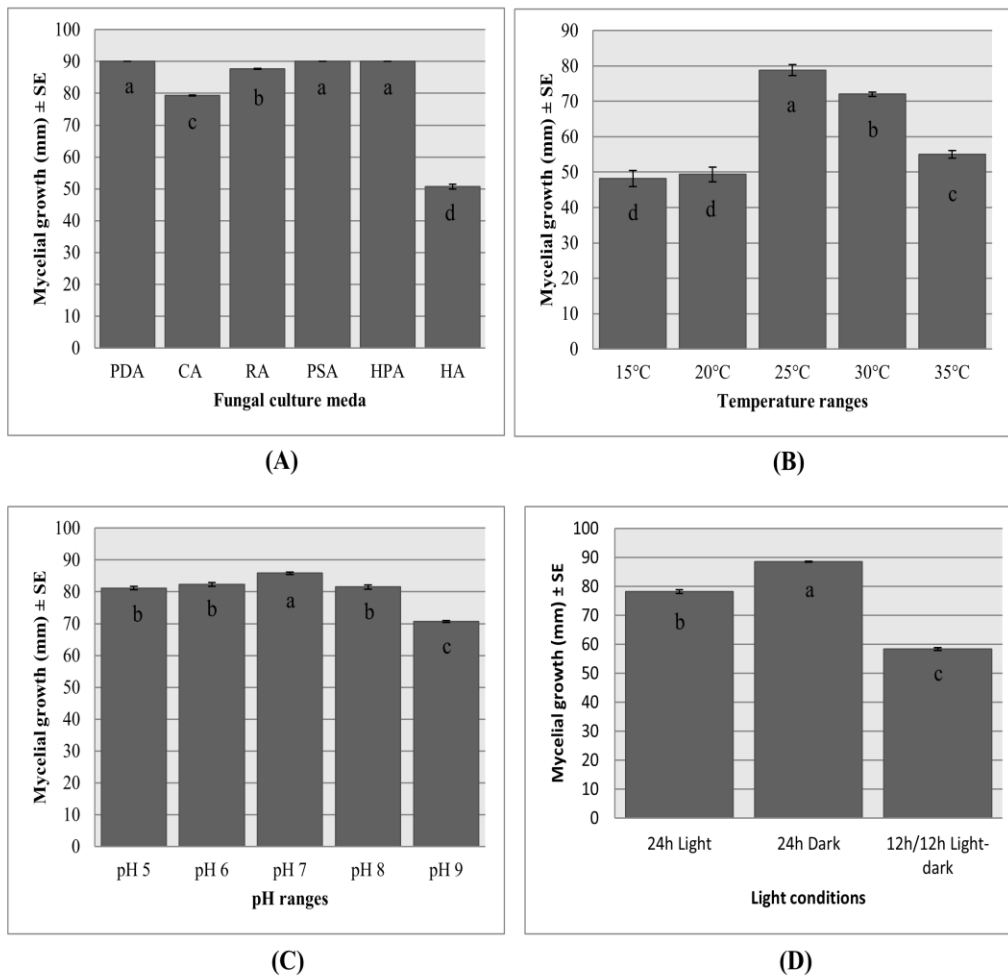 Mycelial growth (mm) ± SE
100
90
80
70
60
50
40
30
20
10
0
a
c
b
a
a
d
PDA CA RA PSA HPA HA
Fungal culture meda
(A)
Mycelial growth (mm) ± SE
90
80
70
60
50
40
30
20
10
0
d
d
a
b
c
15°C 20°C 25°C 30°C 35°C
Temperature ranges
(B)
Mycelial growth (mm) ± SE
100
90
80
70
60
50
40
30
20
10
0
b
b
a
b
c
pH 5 pH 6 pH 7 pH 8 pH 9
pH ranges
(C)
Mycelial growth (mm) ± SE
100
90
80
70
60
50
40
30
20
10
0
b
a
c
24h Light 24h Dark 12h/12h Light-
dark
Light conditions
(D)